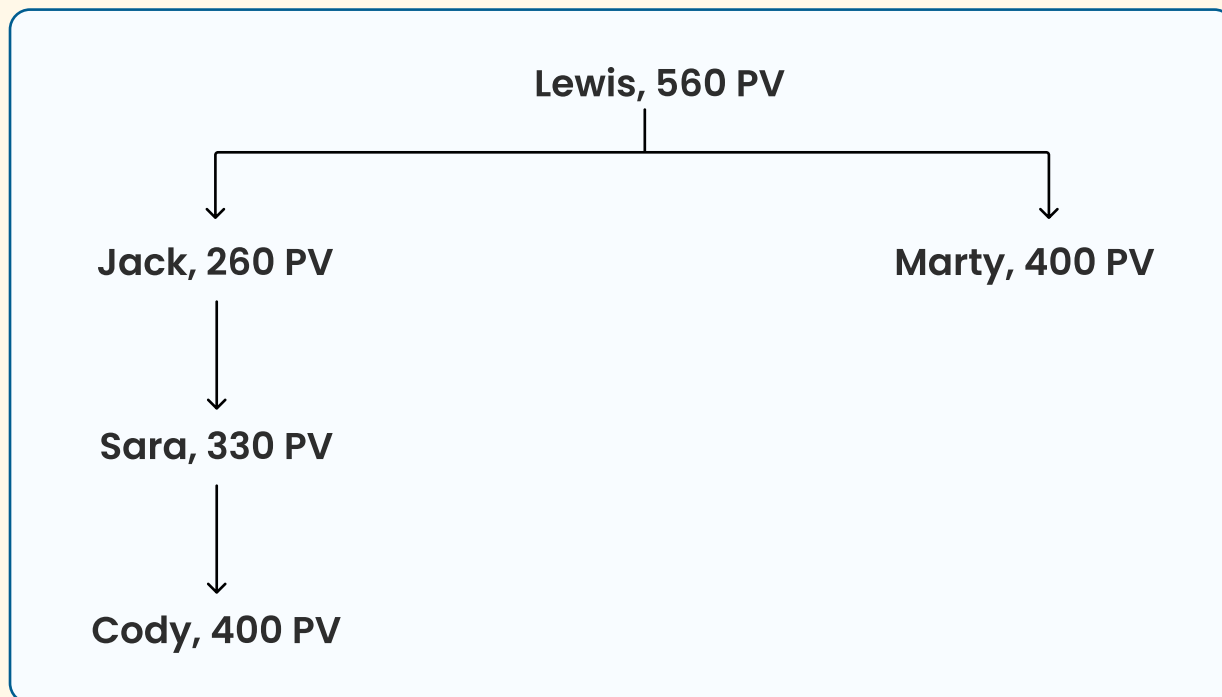 Lewis, 560 PV
Jack, 260 PV
Marty, 400 PV
Sara, 330 PV
Cody, 400 PV